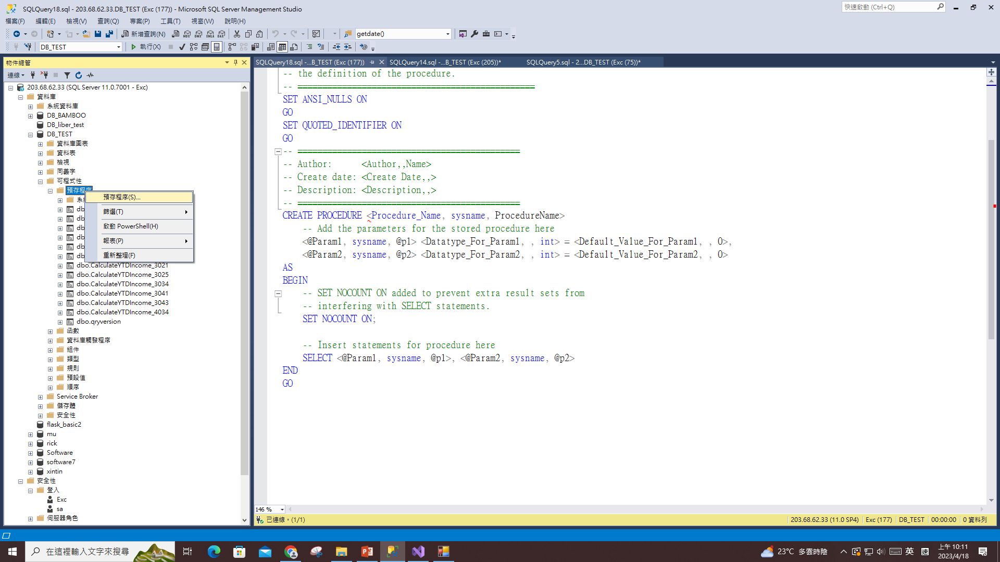 SQLQuery18.sql - 203.68.62.33.DB_TEST (Exc (177)) - Microsoft SQL Server Management Studio
快速啟動 (Ctrl+Q)
檔案(F) 編輯(E) 檢視(V) 查詢(Q) 專案(P) 工具(T) 視窗(W) 說明(H)
新增查詢(N) MDX DMX XMLA DAX getdate()
DB_TEST 執行(X)
物件總管
連線
203.68.62.33 (SQL Server 11.0.7001 - Exc)
資料庫
系統資料庫
DB_BAMBOO
DB_liber_test
DB_TEST
資料庫圖表
資料表
檢視
同義字
可程式性
預存程序
系統
db
db
db
db
db
db
預存程序(S)...
篩選(T)
啟動 PowerShell(H)
報表(P)
重新整理(F)
dbo.CalculateYTDIncome_3021
dbo.CalculateYTDIncome_3025
dbo.CalculateYTDIncome_3034
dbo.CalculateYTDIncome_3041
dbo.CalculateYTDIncome_3043
dbo.CalculateYTDIncome_4034
dbo.qryversion
函數
資料庫觸發程序
組件
類型
規則
預設值
順序
Service Broker
儲存體
安全性
flask_basic2
mu
rick
Software
software7
xintin
安全性
登入
Exc
sa
伺服器角色
SQLQuery18.sql -...B_TEST (Exc (177)) SQLQuery14.sql -...B_TEST (Exc (205))* SQLQuery5.sql - 2...DB_TEST (Exc (75))*
-- the definition of the procedure.
-- ================================================
SET ANSI_NULLS ON
GO
SET QUOTED_IDENTIFIER ON
GO
-- =============================================
-- Author: <Author,,Name>
-- Create date: <Create Date,,>
-- Description: <Description,,>
-- =============================================
CREATE PROCEDURE <Procedure_Name, sysname, ProcedureName>
-- Add the parameters for the stored procedure here
<@Param1, sysname, @p1> <Datatype_For_Param1, , int> = <Default_Value_For_Param1, , 0>,
<@Param2, sysname, @p2> <Datatype_For_Param2, , int> = <Default_Value_For_Param2, , 0>
AS
BEGIN
-- SET NOCOUNT ON added to prevent extra result sets from
-- interfering with SELECT statements.
SET NOCOUNT ON;
-- Insert statements for procedure here
SELECT <@Param1, sysname, @p1>, <@Param2, sysname, @p2>
END
GO
146 %
已連線。(1/1) 203.68.62.33 (11.0 SP4) Exc (177) DB_TEST 00:00:00 0 資料列
在這裡輸入文字來搜尋
23°C 多雲時陰
英
上午 10:11
2023/4/18